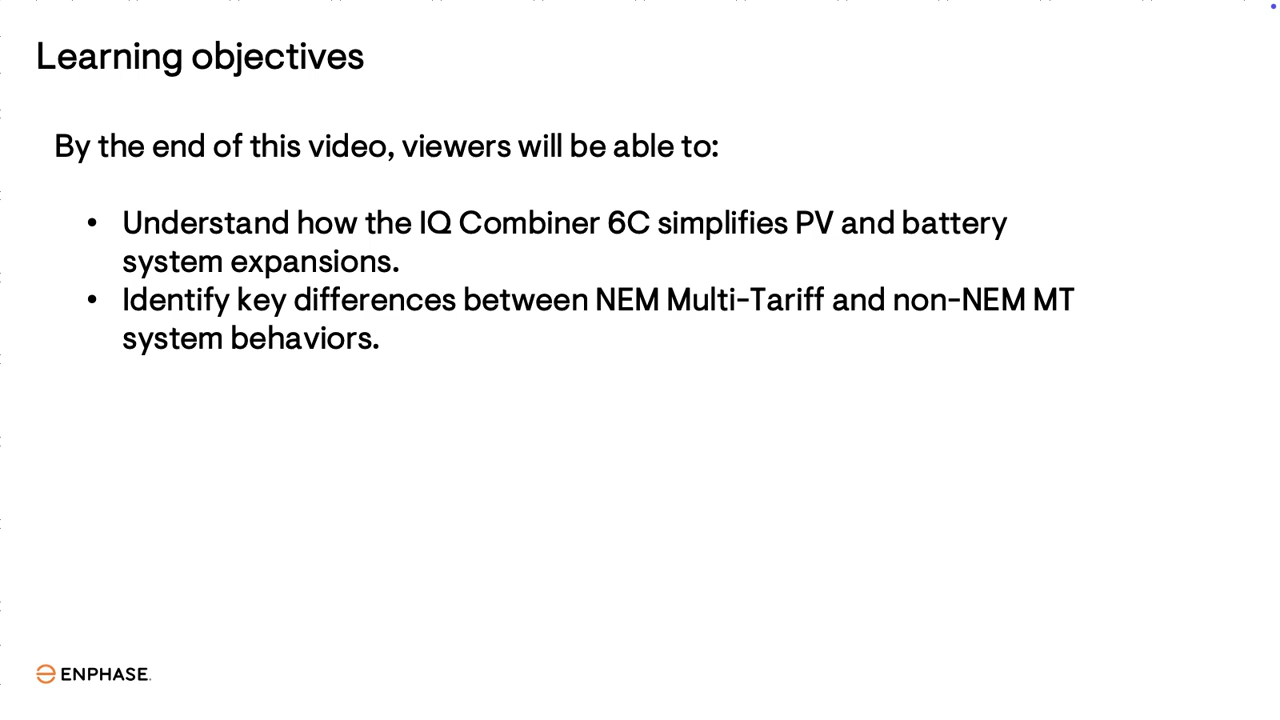 Learning objectives
By the end of this video, viewers will be able to:
• Understand how the IQ Combiner 6C simplifies PV and battery
system expansions.
• Identify key differences between NEM Multi-Tariff and non-NEM MT
system behaviors.
ENPHASE.